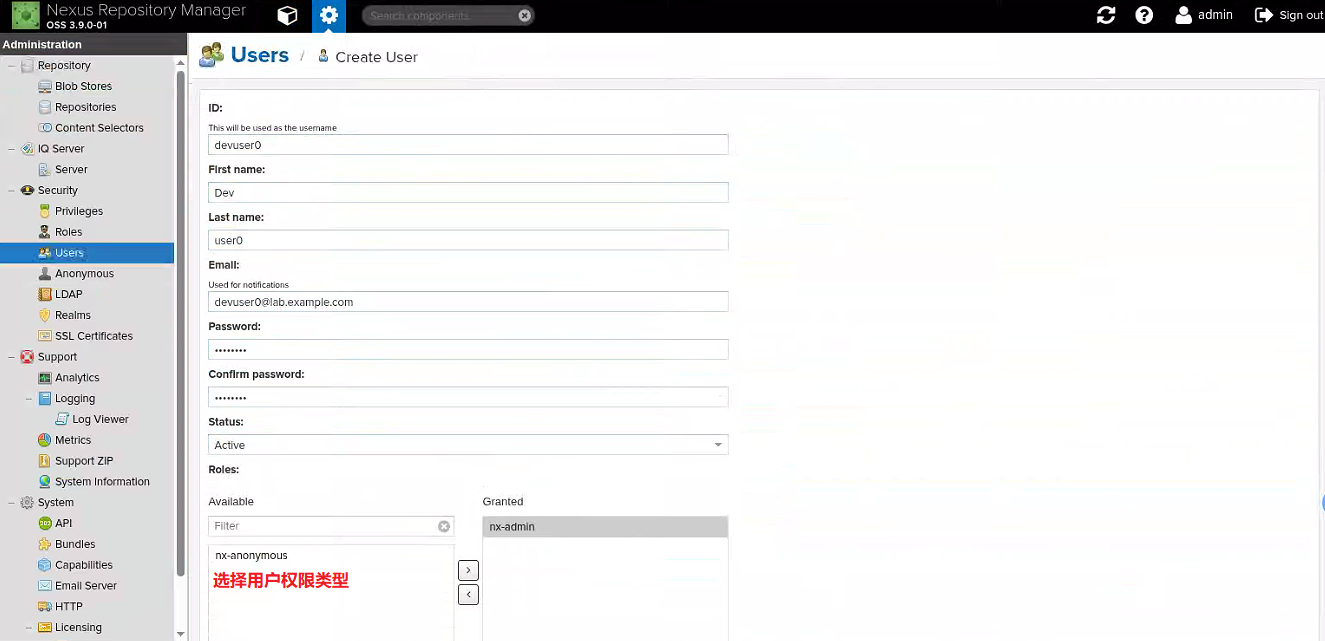 Nexus Repository Manager
OSS 3.9.0-01
Search components
admin
Sign out
Administration
Repository
Blob Stores
Repositories
Content Selectors
IQ Server
Server
Security
Privileges
Roles
Users
Anonymous
LDAP
Realms
SSL Certificates
Support
Analytics
Logging
Log Viewer
Metrics
Support ZIP
System Information
System
API
Bundles
Capabilities
Email Server
HTTP
Licensing
Users / Create User
ID:
This will be used as the username
devuser0
First name:
Dev
Last name:
user0
Email:
Used for notifications
devuser0@lab.example.com
Password:
••••••••
Confirm password:
••••••••
Status:
Active
Roles:
Available
Filter
nx-anonymous
选择用户权限类型
Granted
nx-admin